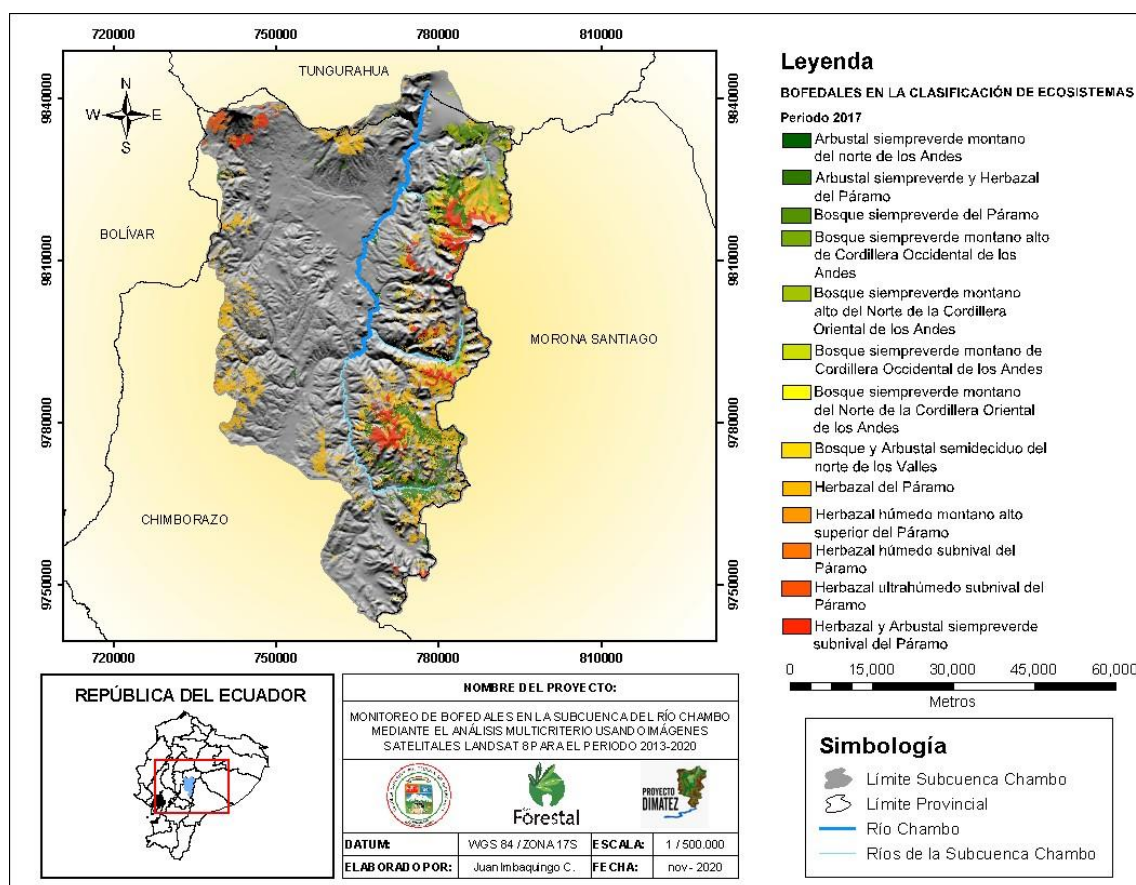 720000 750000 780000 810000
9840000
9810000
9780000
9750000
9840000
9810000
9780000
9750000
N
W E
S
TUNGURAHUA
BOLÍVAR
MORONA SANTIAGO
CHIMBORAZO
720000 750000 780000 810000
Leyenda
BOFEDALES EN LA CLASIFICACIÓN DE ECOSISTEMAS
Periodo 2017
Arbustal siempreverde montano
del norte de los Andes
Arbustal siempreverde y Herbazal
del Páramo
Bosque siempreverde del Páramo
Bosque siempreverde montano alto
de Cordillera Occidental de los
Andes
Bosque siempreverde montano
alto del Norte de la Cordillera
Oriental de los Andes
Bosque siempreverde montano de
Cordillera Occidental de los Andes
Bosque siempreverde montano
del Norte de la Cordillera Oriental
de los Andes
Bosque y Arbustal semideciduo del
norte de los Valles
Herbazal del Páramo
Herbazal húmedo montano alto
superior del Páramo
Herbazal húmedo subnival del
Páramo
Herbazal ultrahúmedo subnival del
Páramo
Herbazal y Arbustal siempreverde
subnival del Páramo
0 15,000 30,000 45,000 60,000
Metros
REPÚBLICA DEL ECUADOR
NOMBRE DEL PROYECTO:
MONITOREO DE BOFEDALES EN LA SUBCUENCA DEL RÍO CHAMBO
MEDIANTE EL ANÁLISIS MULTICRITERIO USANDO IMÁGENES
SATELITALES LANDSAT 8 PARA EL PERIODO 2013-2020
Forestal
PROYECTO
DIMATEZ
DATUM: WGS 84 / ZONA 17S ESCALA: 1 / 500.000
ELABORADO POR: Juan Imbaquingo C. FECHA: nov - 2020
Simbología
Límite Subcuenca Chambo
Límite Provincial
Río Chambo
Ríos de la Subcuenca Chambo